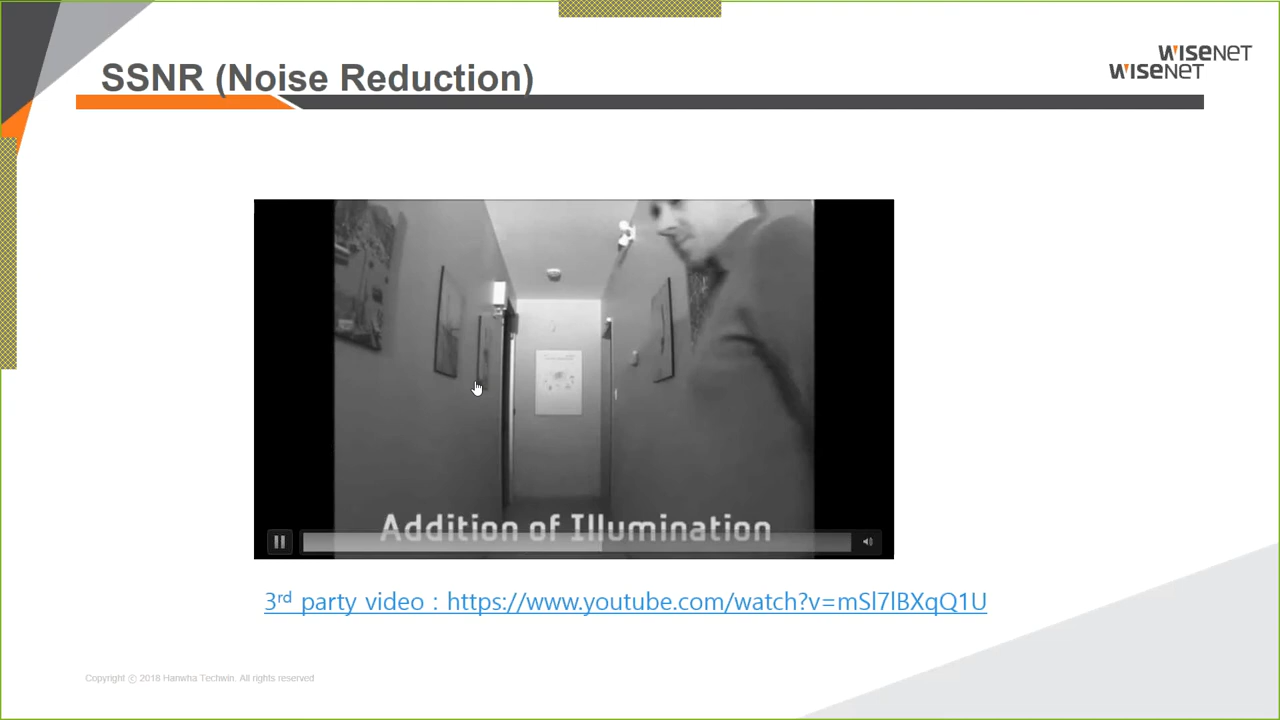 SSNR (Noise Reduction)
WISENET
WISENET
Addition of Illumination
3rd party video : https://www.youtube.com/watch?v=mSl7lBXqQ1U
Copyright ⓒ 2018 Hanwha Techwin. All rights reserved